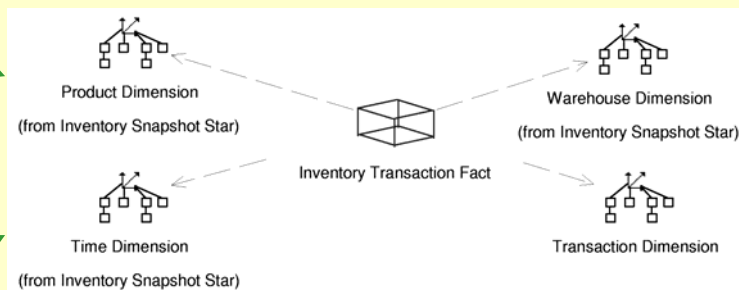 Product Dimension
(from Inventory Snapshot Star)
Warehouse Dimension
(from Inventory Snapshot Star)
Inventory Transaction Fact
Time Dimension
(from Inventory Snapshot Star)
Transaction Dimension